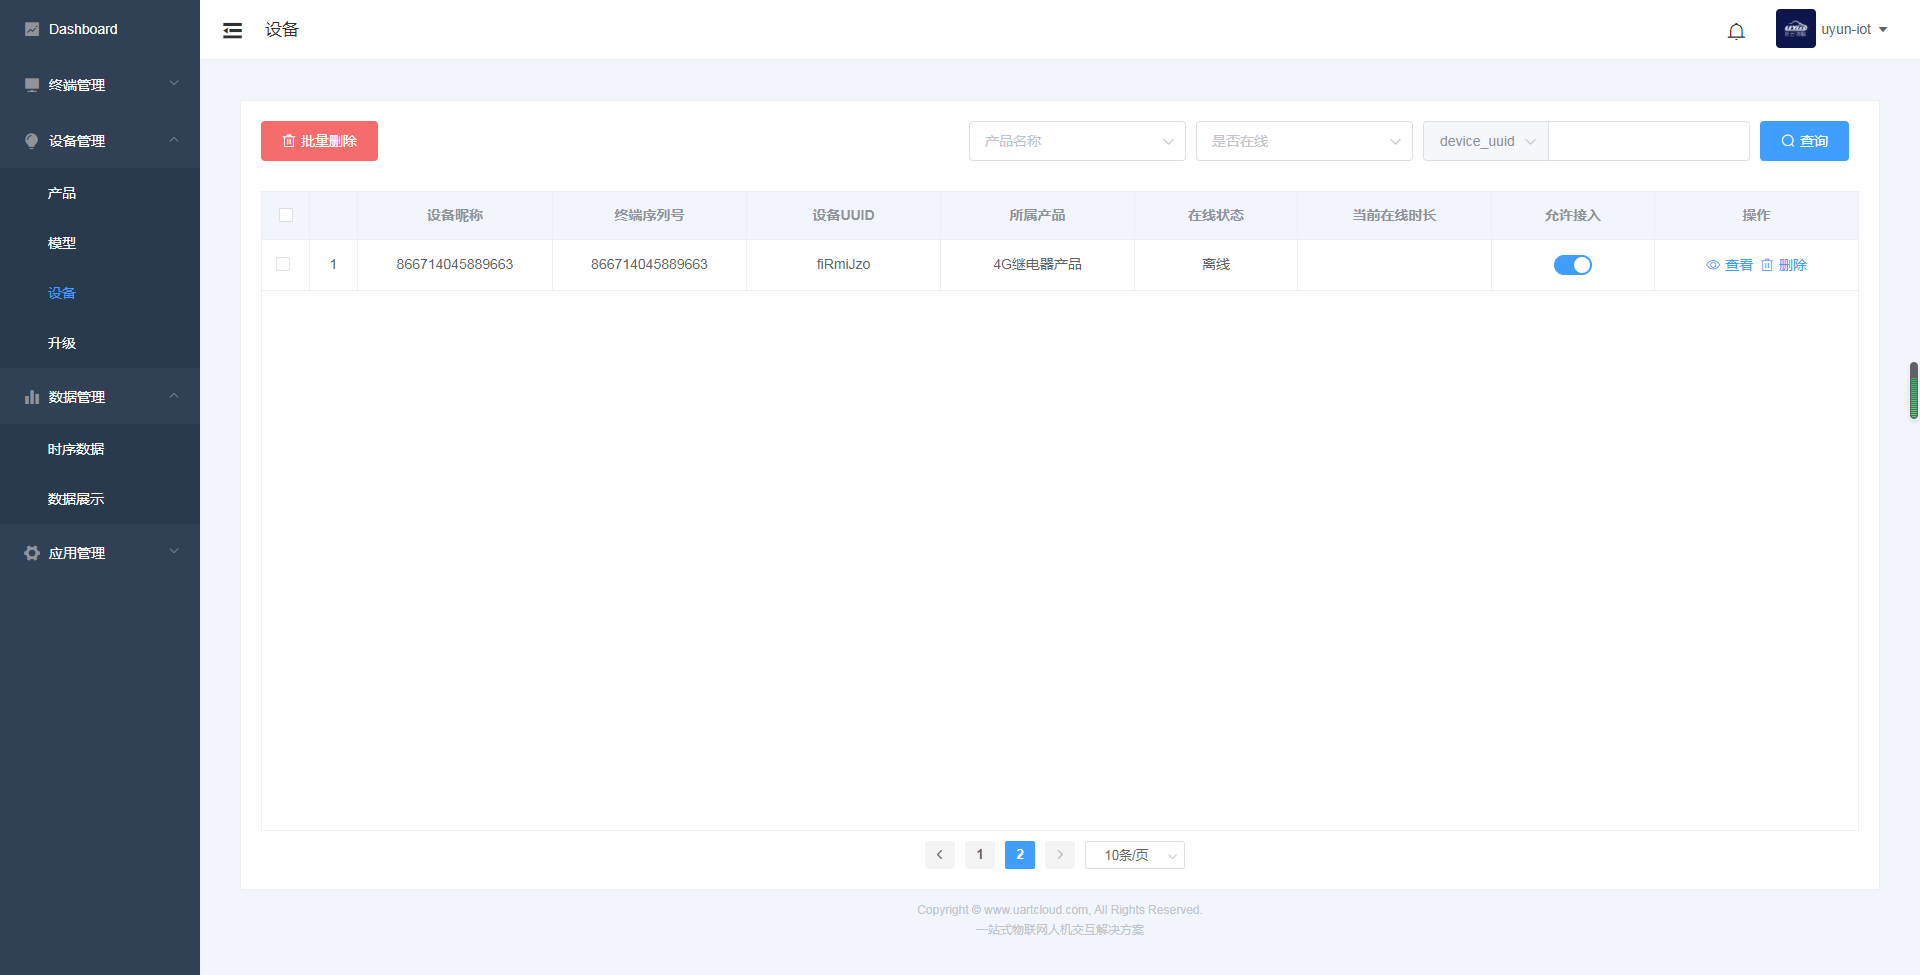 Dashboard
终端管理
设备管理
产品
模型
设备
升级
数据管理
时序数据
数据展示
应用管理
设备
uyun-iot
批量删除
产品名称
是否在线
device_uuid
查询
设备昵称 终端序列号 设备UUID 所属产品 在线状态 当前在线时长 允许接入 操作
1 866714045889663 866714045889663 fiRmiJzo 4G继电器产品 离线 查看 删除
1 2 10条/页
Copyright © www.uartcloud.com, All Rights Reserved.
一站式物联网人机交互解决方案